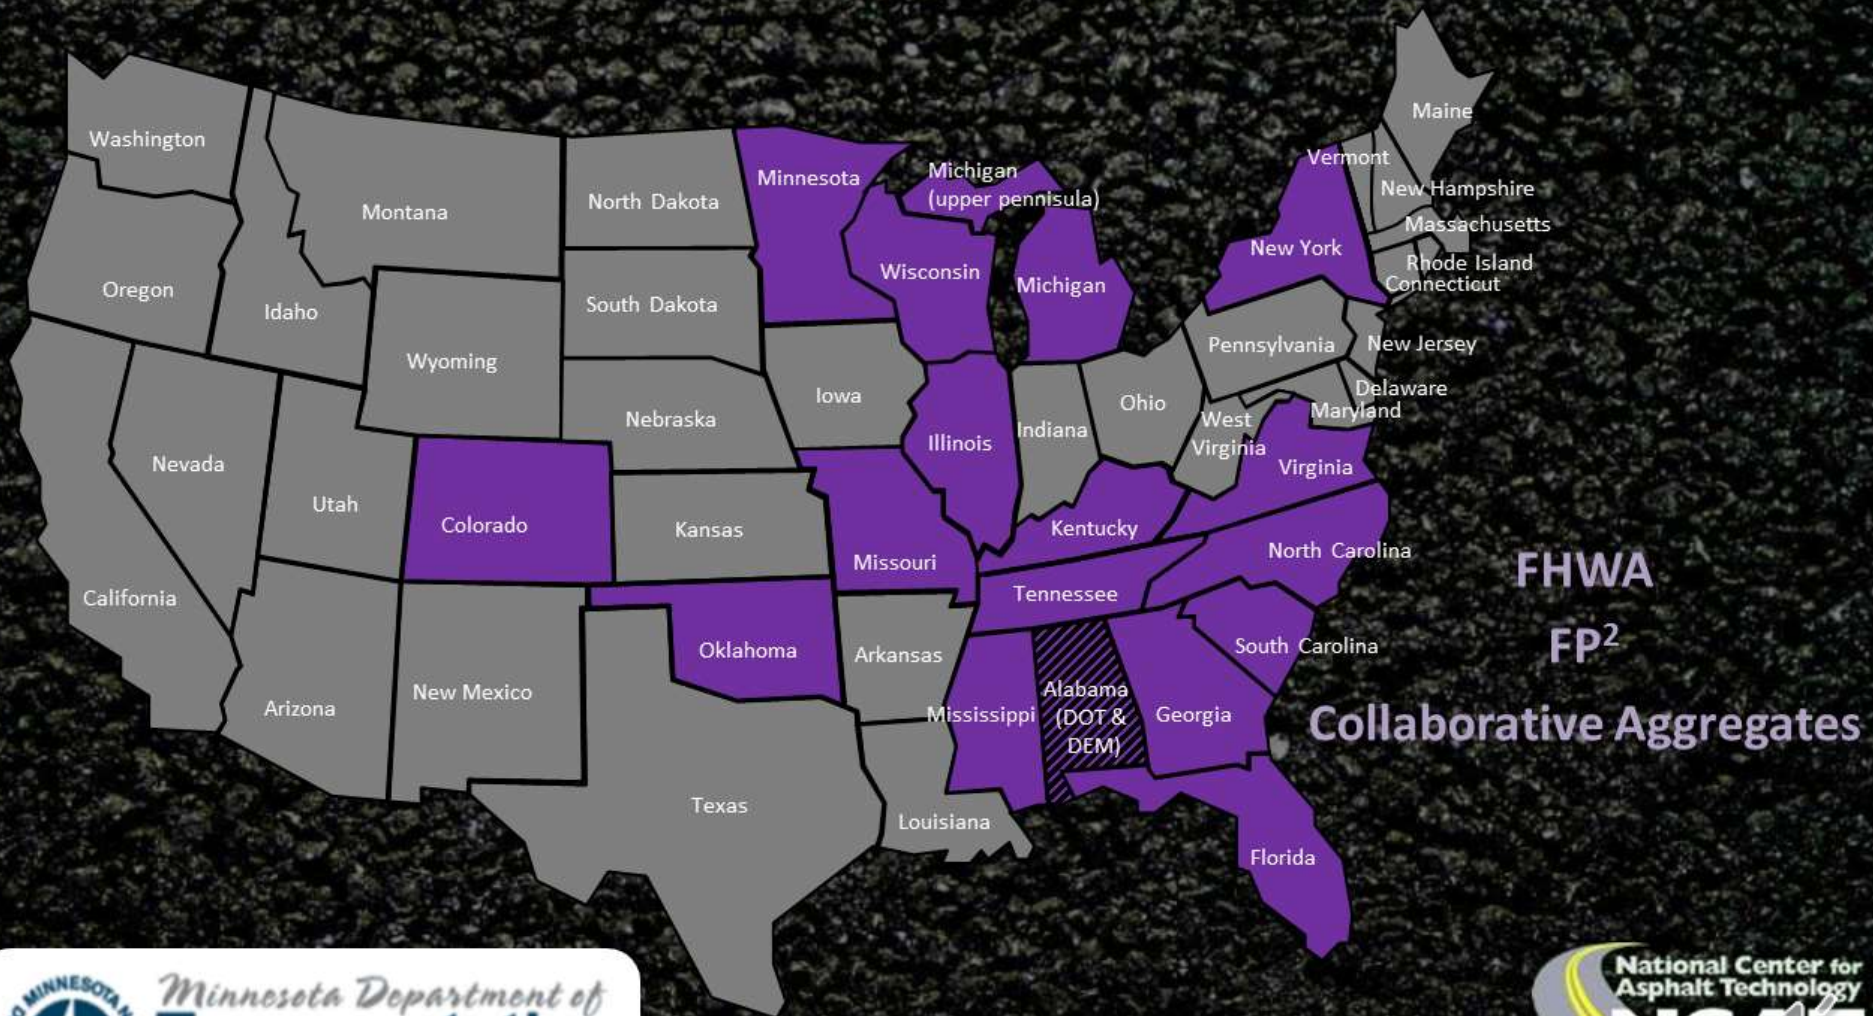 Washington
Oregon
California
Nevada
Idaho
Montana
Wyoming
Utah
Colorado
Arizona
New Mexico
North Dakota
South Dakota
Nebraska
Kansas
Oklahoma
Texas
Minnesota
Iowa
Missouri
Arkansas
Louisiana
Wisconsin
Illinois
Michigan
(upper pennisula)
Michigan
Indiana
Ohio
Kentucky
Tennessee
Mississippi
Alabama
(DOT &
DEM)
Georgia
Florida
South Carolina
North Carolina
Virginia
West
Virginia
Maryland
Delaware
Pennsylvania
New Jersey
New York
Connecticut
Rhode Island
Massachusetts
Vermont
New Hampshire
Maine
FHWA
FP²
Collaborative Aggregates
MINNESOTA
Minnesota Department of
National Center for
Asphalt Technology